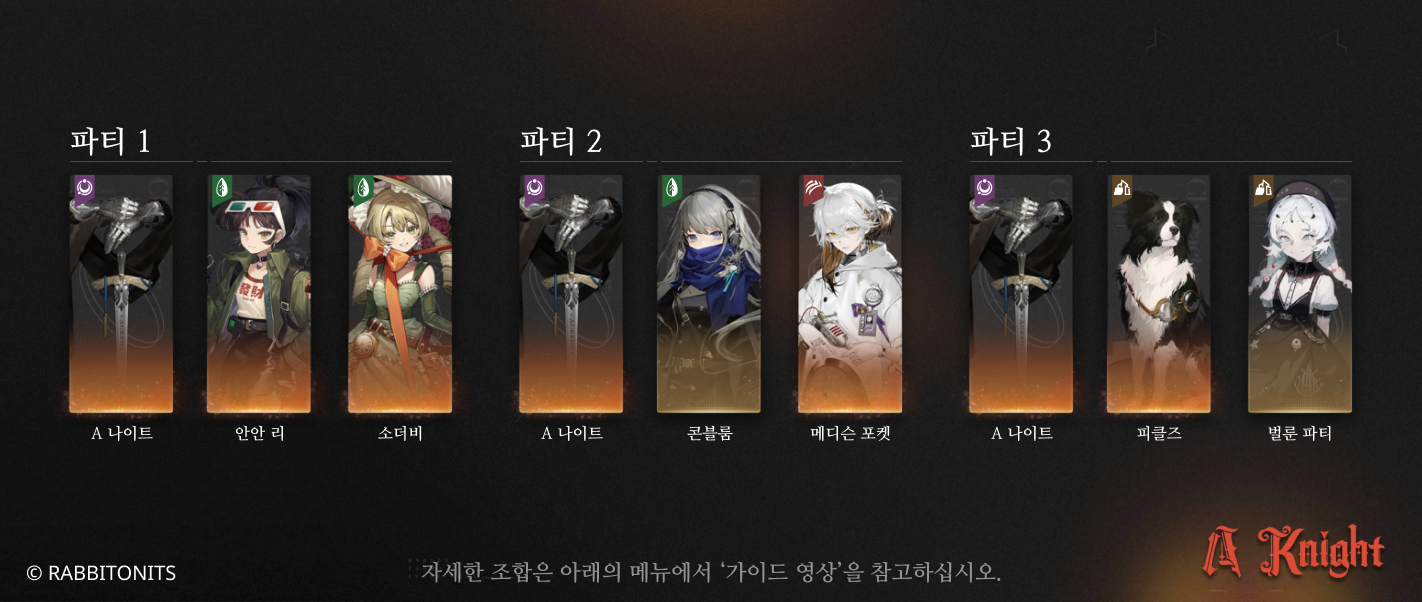 파티 1
파티 2
파티 3
發財
A 나이트
안안 리
소더비
A 나이트
콘블룸
메디슨 포켓
A 나이트
피클즈
벌룬 파티
© RABBITONITS
자세한 조합은 아래의 메뉴에서 ‘가이드 영상’을 참고하십시오.
A Knight